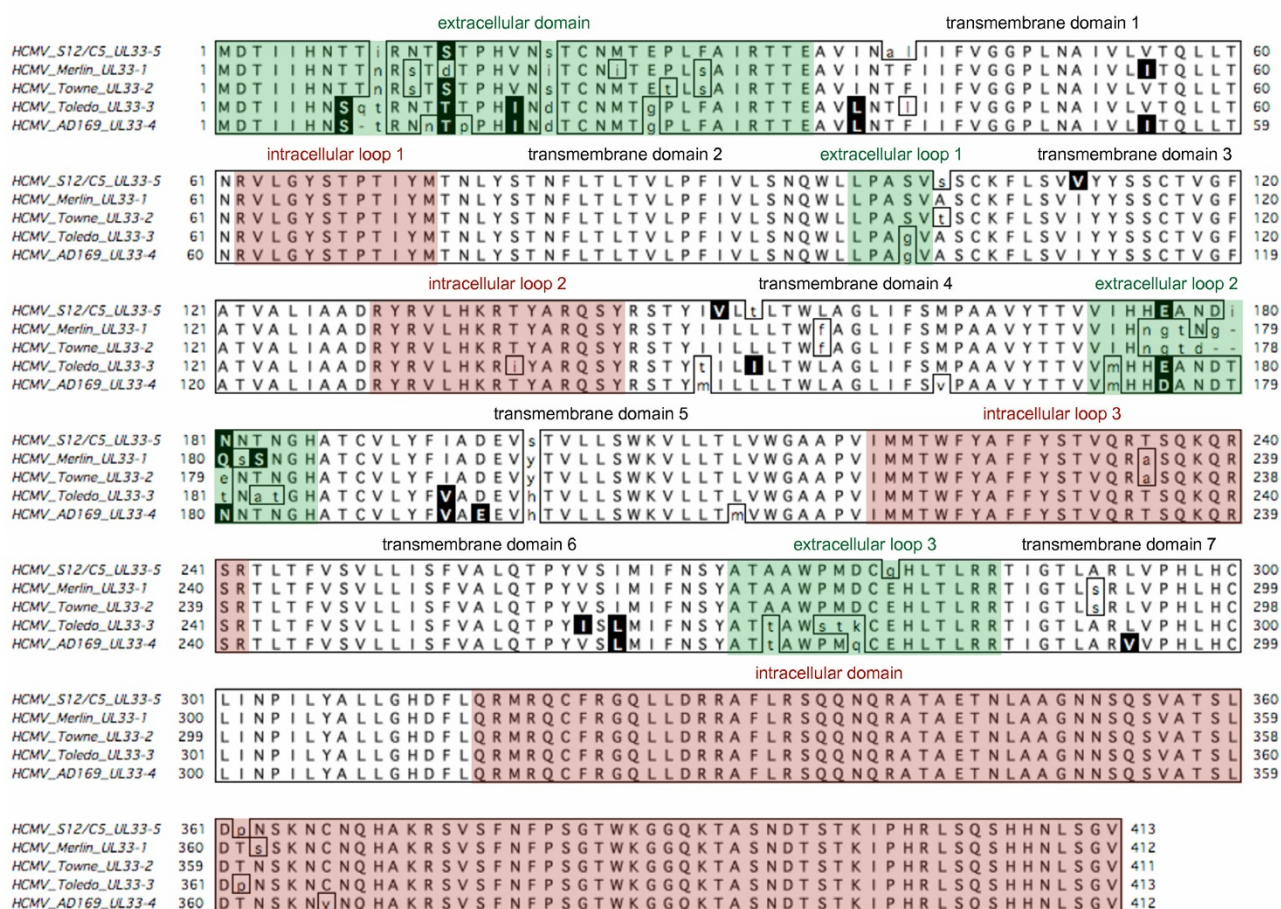 extracellular domain transmembrane domain 1
HCMV_S12/C5_UL33-5 1 MDTIIHNTTiRNTSTPHVNsTCNMTEPLFAIRTTEAVINalIIFVGGPLNAIVLVTQLLT 60
HCMV_Merlin_UL33-1 1 MDTIIHNTTnRsTdTPHVNiTCNiTEPLsAIRTTEAVINTFIIFVGGPLNAIVLITQLLT 60
HCMV_Towne_UL33-2 1 MDTIIHNTTnRsTSTPHVNsTCNMTEtLsAIRTTEAVINTFIIFVGGPLNAIVLVTQLLT 60
HCMV_Toledo_UL33-3 1 MDTIIHNSqtRNTTTPHINdTCNMTgPLFAIRTTEAVLNTlIIFVGGPLNAIVLVTQLLT 60
HCMV_AD169_UL33-4 1 MDTIIHNS-tRNnTpPHINdTCNMTgPLFAIRTTEAVLNTFIIFVGGPLNAIVLITQLLT 59
intracellular loop 1 transmembrane domain 2 extracellular loop 1 transmembrane domain 3
HCMV_S12/C5_UL33-5 61 NRVLGYSTPTIYMTNLYSTNFLTLTVLPFIVLSNQWLLPASVsSCKFLSVVYYSSCTVGF 120
HCMV_Merlin_UL33-1 61 NRVLGYSTPTIYMTNLYSTNFLTLTVLPFIVLSNQWLLPASVASCKFLSVIYYSSCTVGF 120
HCMV_Towne_UL33-2 61 NRVLGYSTPTIYMTNLYSTNFLTLTVLPFIVLSNQWLLPASVtSCKFLSVIYYSSCTVGF 120
HCMV_Toledo_UL33-3 61 NRVLGYSTPTIYMTNLYSTNFLTLTVLPFIVLSNQWLLPAgVASCKFLSVIYYSSCTVGF 120
HCMV_AD169_UL33-4 60 NRVLGYSTPTIYMTNLYSTNFLTLTVLPFIVLSNQWLLPAgVASCKFLSVIYYSSCTVGF 119
intracellular loop 2 transmembrane domain 4 extracellular loop 2
HCMV_S12/C5_UL33-5 121 ATVALIAADRYRVLHKRTYARQSYRSTYIVLtLTWLAGLIFSMPAAVYTTVVIHHEANDi 180
HCMV_Merlin_UL33-1 121 ATVALIAADRYRVLHKRTYARQSYRSTYIILLLTWfAGLIFSMPAAVYTTVVIHHngtNg- 179
HCMV_Towne_UL33-2 121 ATVALIAADRYRVLHKRTYARQSYRSTYIILLLTWfAGLIFSMPAAVYTTVVIHHngtd-- 178
HCMV_Toledo_UL33-3 121 ATVALIAADRYRVLHKRiYARQSYRSTYtILILTWLAGLIFSMPAAVYTTVVmHHEANDT 180
HCMV_AD169_UL33-4 120 ATVALIAADRYRVLHKRTYARQSYRSTYmILLLTWLAGLIFSvPAAVYTTVVmHHDANDT 179
transmembrane domain 5 intracellular loop 3
HCMV_S12/C5_UL33-5 181 NNTNGHATCVLYFIADEVsTVLLSWKVLLTLVWGAAPVIMMTWFYAFFYSTVQRTSQKQR 240
HCMV_Merlin_UL33-1 180 QsSNGHATCVLYFIADEVyTVLLSWKVLLTLVWGAAPVIMMTWFYAFFYSTVQRaSQKQR 239
HCMV_Towne_UL33-2 179 eNTNGHATCVLYFIADEVyTVLLSWKVLLTLVWGAAPVIMMTWFYAFFYSTVQRaSQKQR 238
HCMV_Toledo_UL33-3 181 tNatGHATCVLYFVADEVhTVLLSWKVLLTLVWGAAPVIMMTWFYAFFYSTVQRTSQKQR 240
HCMV_AD169_UL33-4 180 NNTNGHATCVLYFVAEEVhTVLLSWKVLLTmVWGAAPVIMMTWFYAFFYSTVQRTSQKQR 239
transmembrane domain 6 extracellular loop 3 transmembrane domain 7
HCMV_S12/C5_UL33-5 241 SRTLTFVSVLLISFVALQTPYVSIMIFNSYATAAWPMDCgHLTLRRTIGTLARLVPHLHC 300
HCMV_Merlin_UL33-1 240 SRTLTFVSVLLISFVALQTPYVSIMIFNSYATAAWPMDCEHLTLRRTIGTLsRLVPHLHC 299
HCMV_Towne_UL33-2 239 SRTLTFVSVLLISFVALQTPYVSIMIFNSYATAAWPMDCEHLTLRRTIGTLsRLVPHLHC 298
HCMV_Toledo_UL33-3 241 SRTLTFVSVLLISFVALQTPYISLMIFNSYATtAWstkCEHLTLRRTIGTLARLVPHLHC 300
HCMV_AD169_UL33-4 240 SRTLTFVSVLLISFVALQTPYVSLMIFNSYATtAWPMqCEHLTLRRTIGTLARVVPHLHC 299
intracellular domain
HCMV_S12/C5_UL33-5 301 LINPILYALLGHDFLQRMRQCFRGQLLDRRAFLRSQQNQRATAETNLAAGNNSQSVATSL 360
HCMV_Merlin_UL33-1 300 LINPILYALLGHDFLQRMRQCFRGQLLDRRAFLRSQQNQRATAETNLAAGNNSQSVATSL 359
HCMV_Towne_UL33-2 299 LINPILYALLGHDFLQRMRQCFRGQLLDRRAFLRSQQNQRATAETNLAAGNNSQSVATSL 358
HCMV_Toledo_UL33-3 301 LINPILYALLGHDFLQRMRQCFRGQLLDRRAFLRSQQNQRATAETNLAAGNNSQSVATSL 360
HCMV_AD169_UL33-4 300 LINPILYALLGHDFLQRMRQCFRGQLLDRRAFLRSQQNQRATAETNLAAGNNSQSVATSL 359
HCMV_S12/C5_UL33-5 361 DpNSKNCNQHAKRSVSFNFPSGTWKGGQKTASNDTSTKIPHRLSQSHHNLSGV 413
HCMV_Merlin_UL33-1 360 DTsSKNCNQHAKRSVSFNFPSGTWKGGQKTASNDTSTKIPHRLSQSHHNLSGV 412
HCMV_Towne_UL33-2 359 DTNSKNCNQHAKRSVSFNFPSGTWKGGQKTASNDTSTKIPHRLSQSHHNLSGV 411
HCMV_Toledo_UL33-3 361 DpNSKNCNQHAKRSVSFNFPSGTWKGGQKTASNDTSTKIPHRLSQSHHNLSGV 413
HCMV_AD169_UL33-4 360 DTNSKNyNQHAKRSVSFNFPSGTWKGGQKTASNDTSTKIPHRLSQSHHNLSGV 412